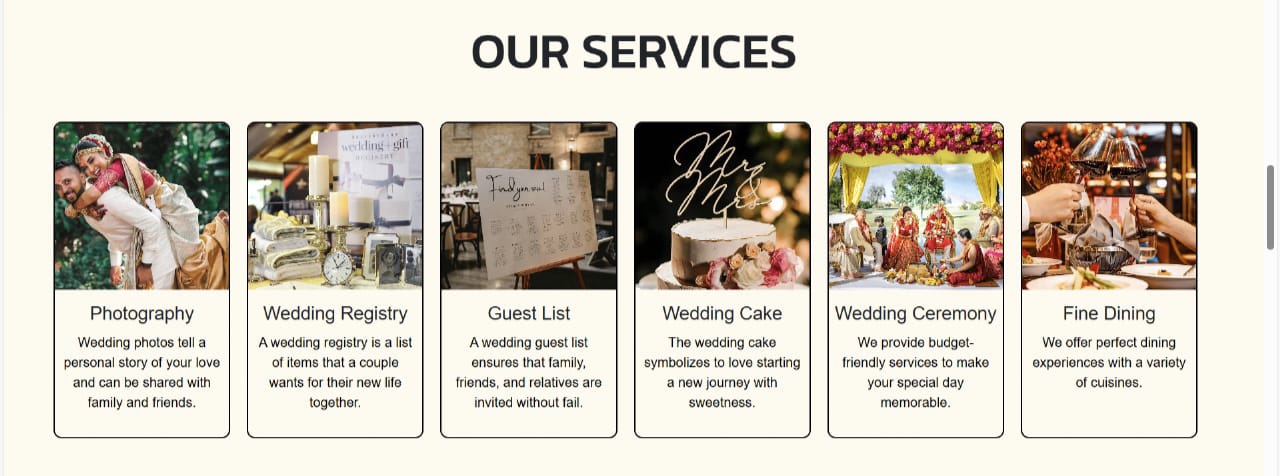 OUR SERVICES
wedding + gift
REGISTRY
Find your seat
Mr
Mrs
Photography
Wedding photos tell a
personal story of your love
and can be shared with
family and friends.
Wedding Registry
A wedding registry is a list
of items that a couple
wants for their new life
together.
Guest List
A wedding guest list
ensures that family,
friends, and relatives are
invited without fail.
Wedding Cake
The wedding cake
symbolizes to love starting
a new journey with
sweetness.
Wedding Ceremony
We provide budget-
friendly services to make
your special day
memorable.
Fine Dining
We offer perfect dining
experiences with a variety
of cuisines.